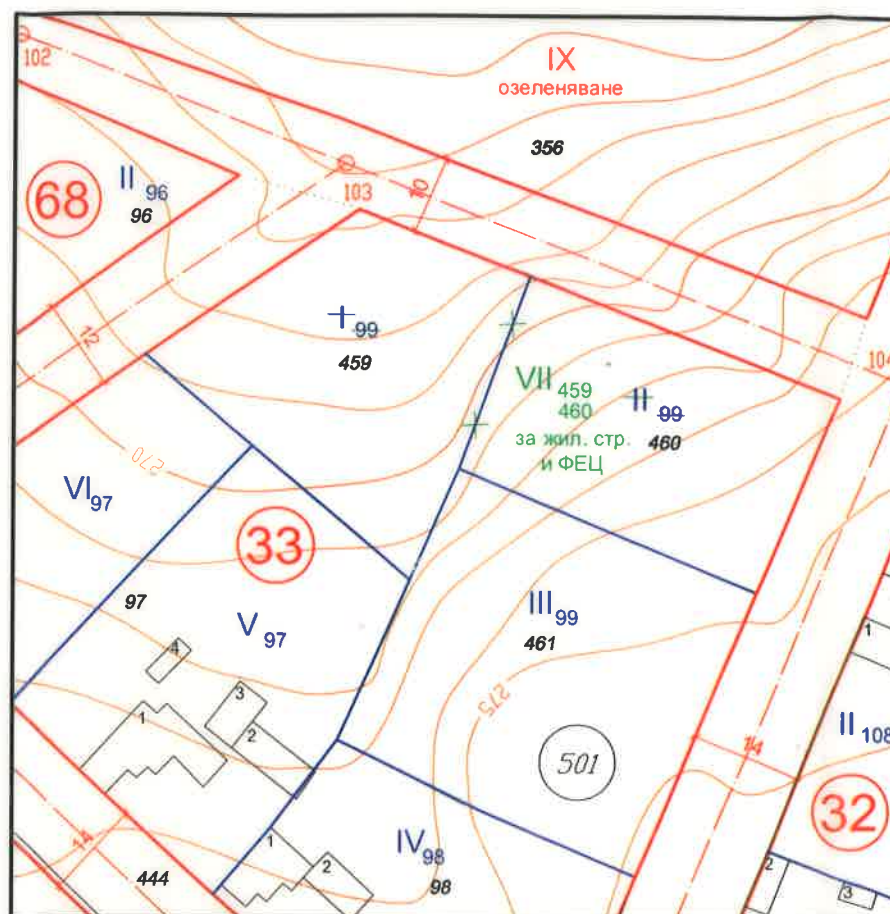 102
IX
озеленяване
356
II 96
96
68
103
10
12
I 99
459
104
VII 459
460
за жил. стр.
и ФЕЦ
II 99
460
270
VI 97
33
III 99
461
97
V 97
4
275
1
3
2
1
501
14
II 108
32
14
1
2
IV 98
98
444
2
3